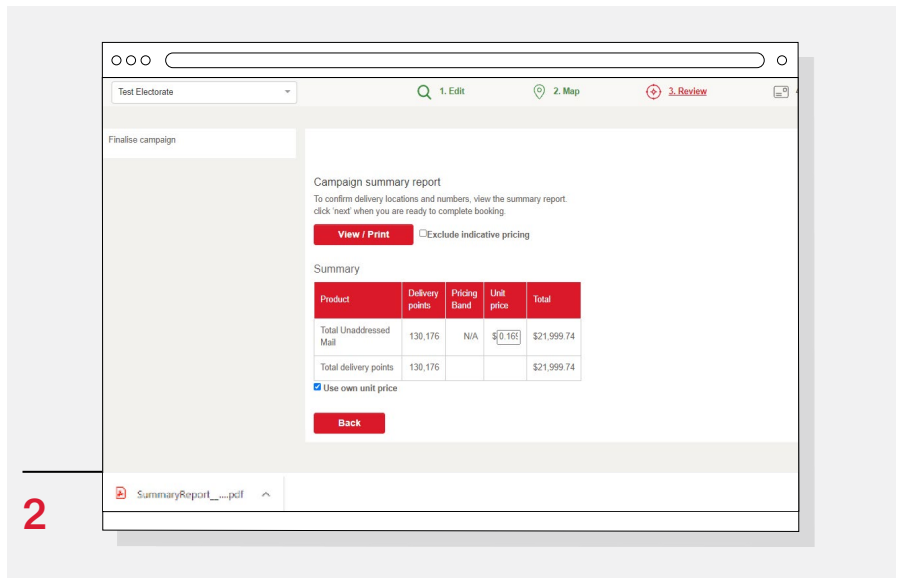 Test Electorate
1. Edit
2. Map
3. Review
Finalise campaign
Campaign summary report
To confirm delivery locations and numbers, view the summary report.
click 'next' when you are ready to complete booking.
View / Print
Exclude indicative pricing
Summary
Product Delivery points Pricing Band Unit price Total
Total Unaddressed Mail 130,176 N/A $ 0.169 $21,999.74
Total delivery points 130,176 $21,999.74
Use own unit price
Back
SummaryReport__....pdf
2